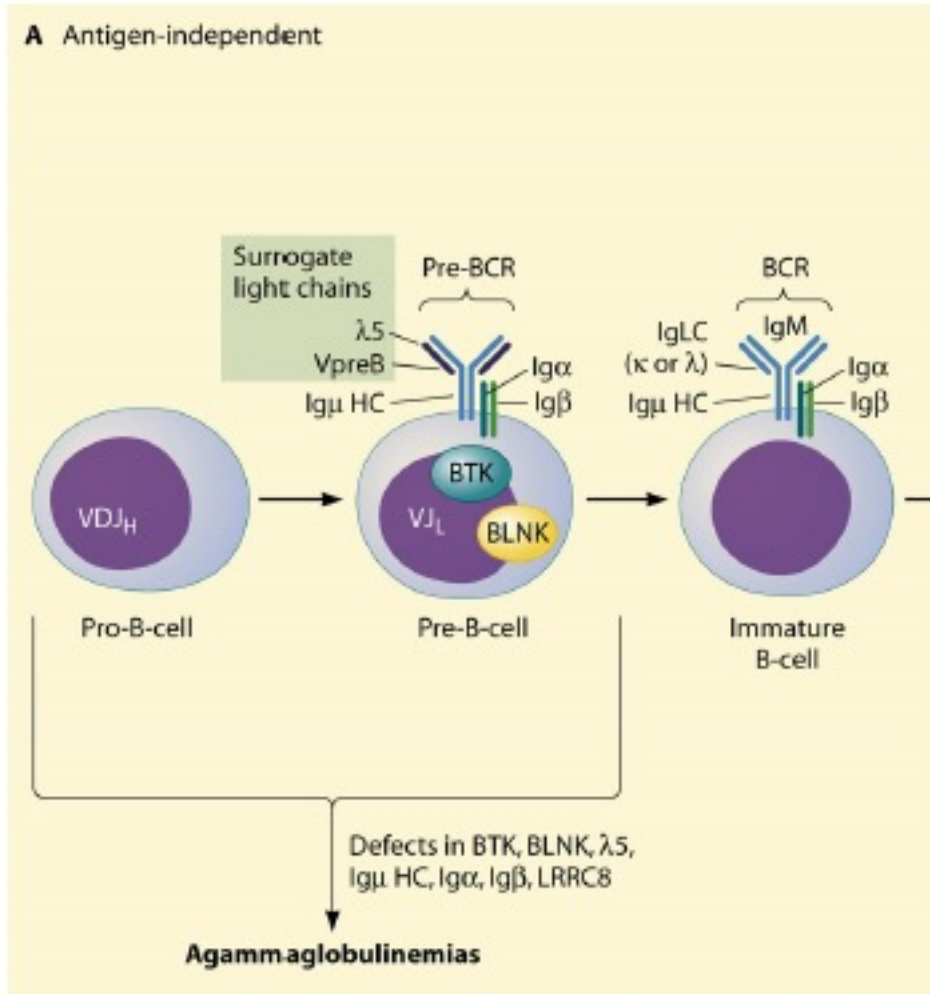 A Antigen-independent
Surrogate
light chains
λ5
VpreB
Igμ HC
Pre-BCR
Igα
Igβ
BCR
IgM
IgLC
(κ or λ)
Igμ HC
Igα
Igβ
VDJH
BTK
VJL
BLNK
Pro-B-cell
Pre-B-cell
Immature
B-cell
Defects in BTK, BLNK, λ5,
Igμ HC, Igα, Igβ, LRRC8
Agammaglobulinemias